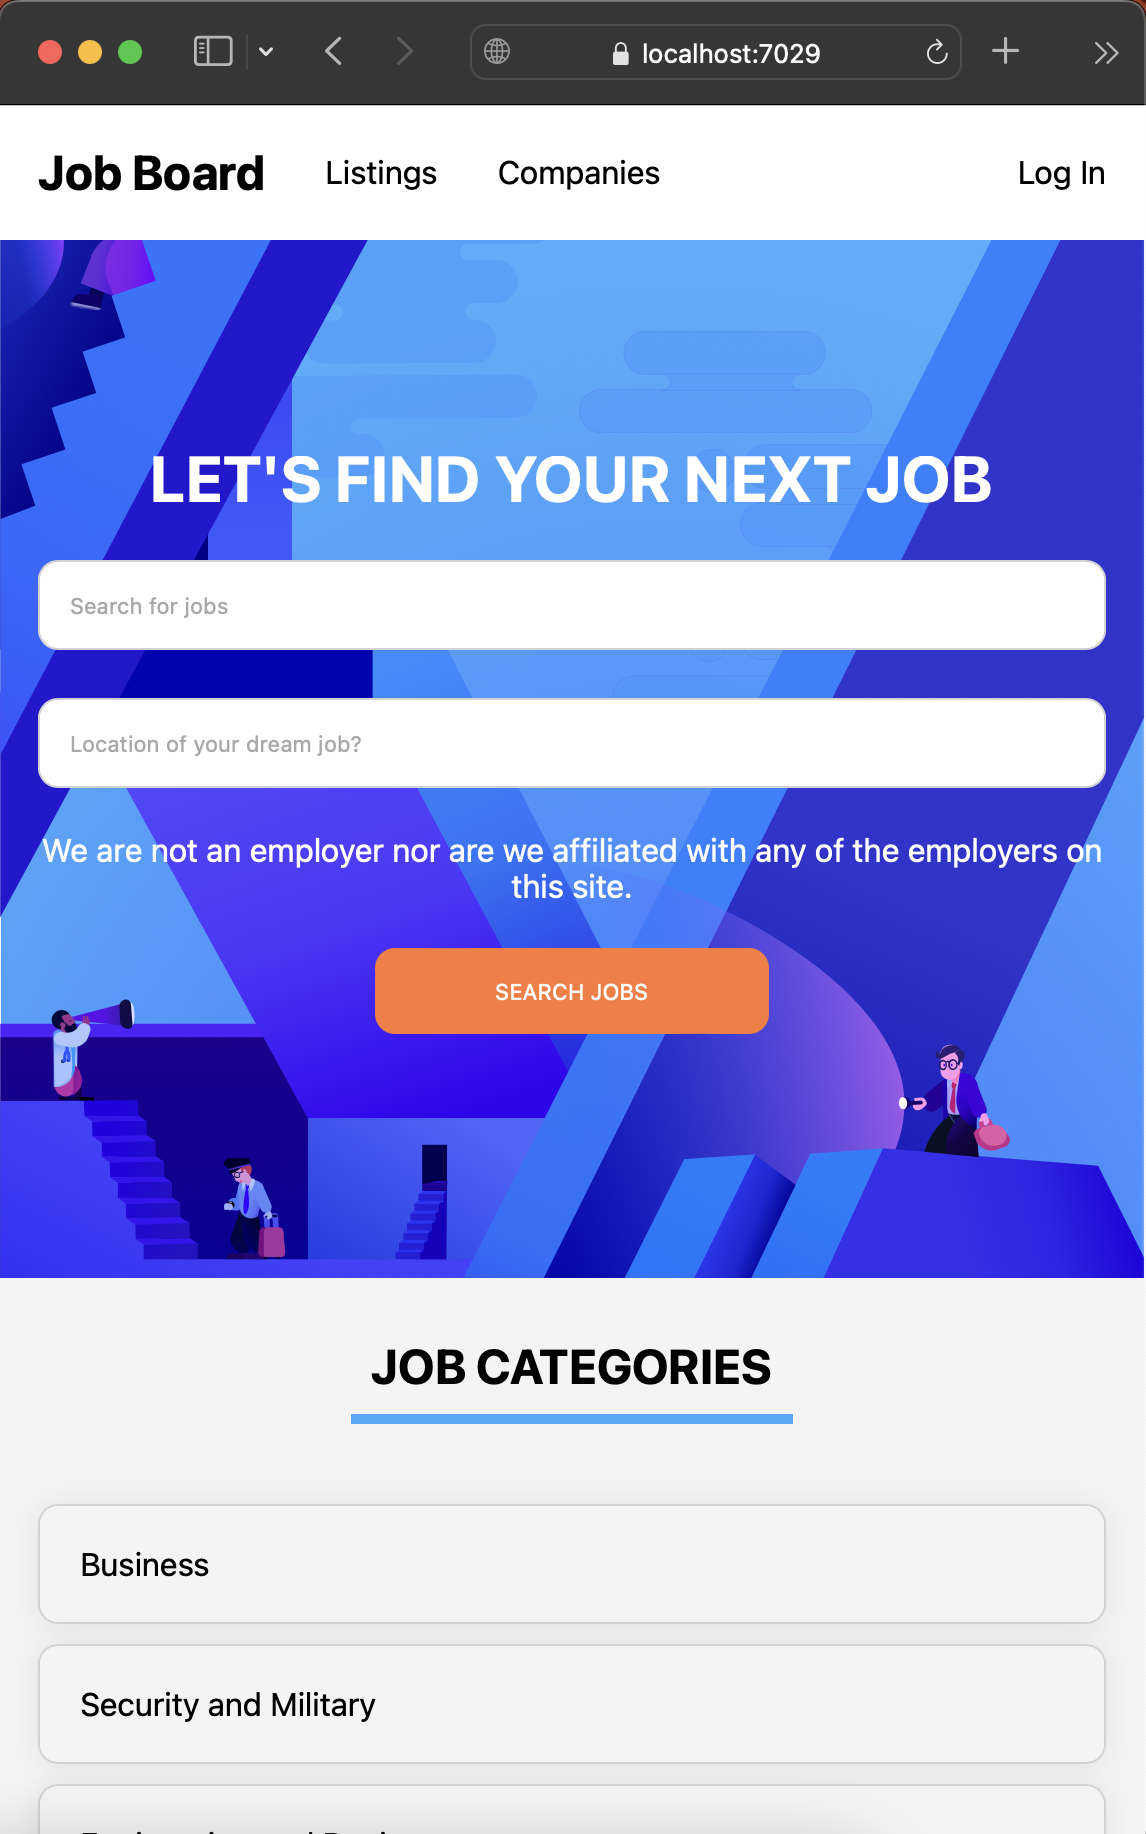 localhost:7029
Job Board Listings Companies Log In
LET'S FIND YOUR NEXT JOB
Search for jobs
Location of your dream job?
We are not an employer nor are we affiliated with any of the employers on
this site.
SEARCH JOBS
JOB CATEGORIES
Business
Security and Military